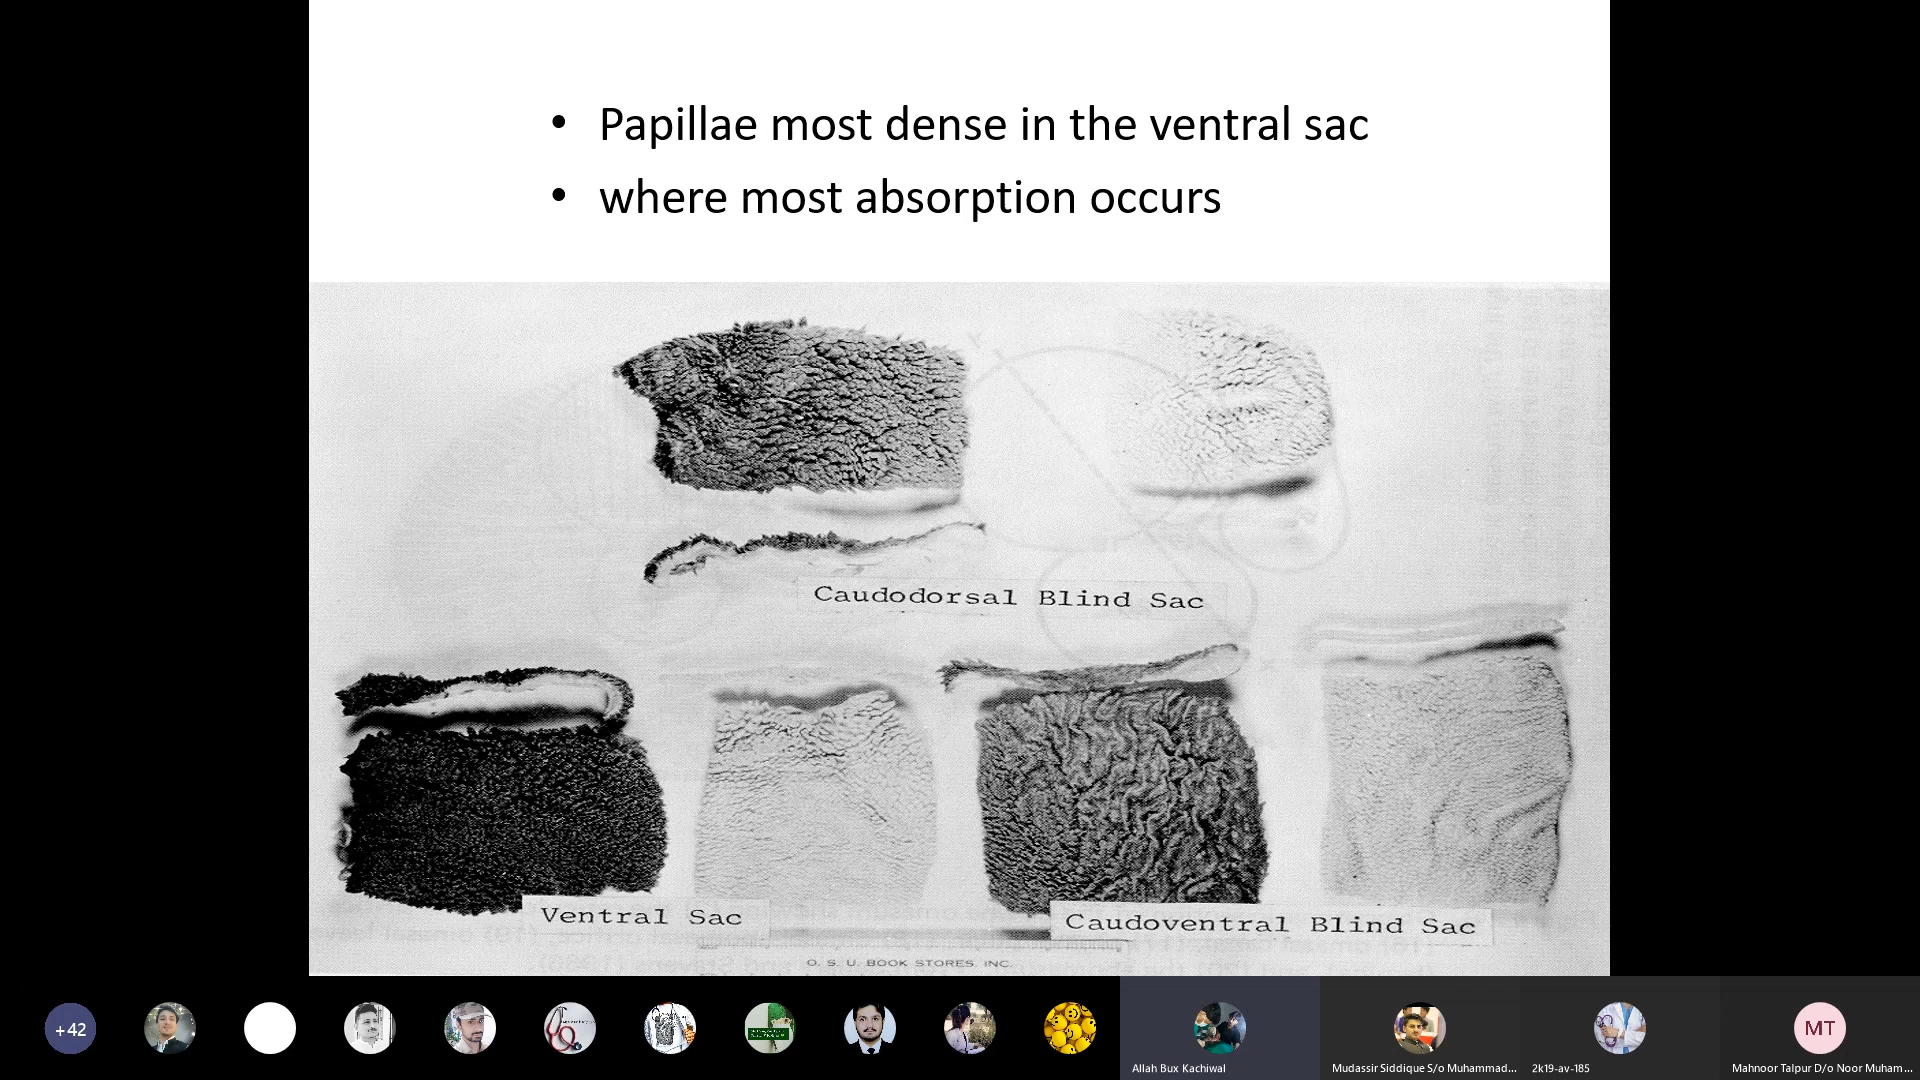 • Papillae most dense in the ventral sac
• where most absorption occurs
Caudodorsal Blind Sac
Ventral Sac
Caudoventral Blind Sac
O. S. U. BOOK STORES, INC.
+42
MT
Allah Bux Kachiwal
Mudassir Siddique S/o Muhammad...
2k19-av-185
Mahnoor Talpur D/o Noor Muham...